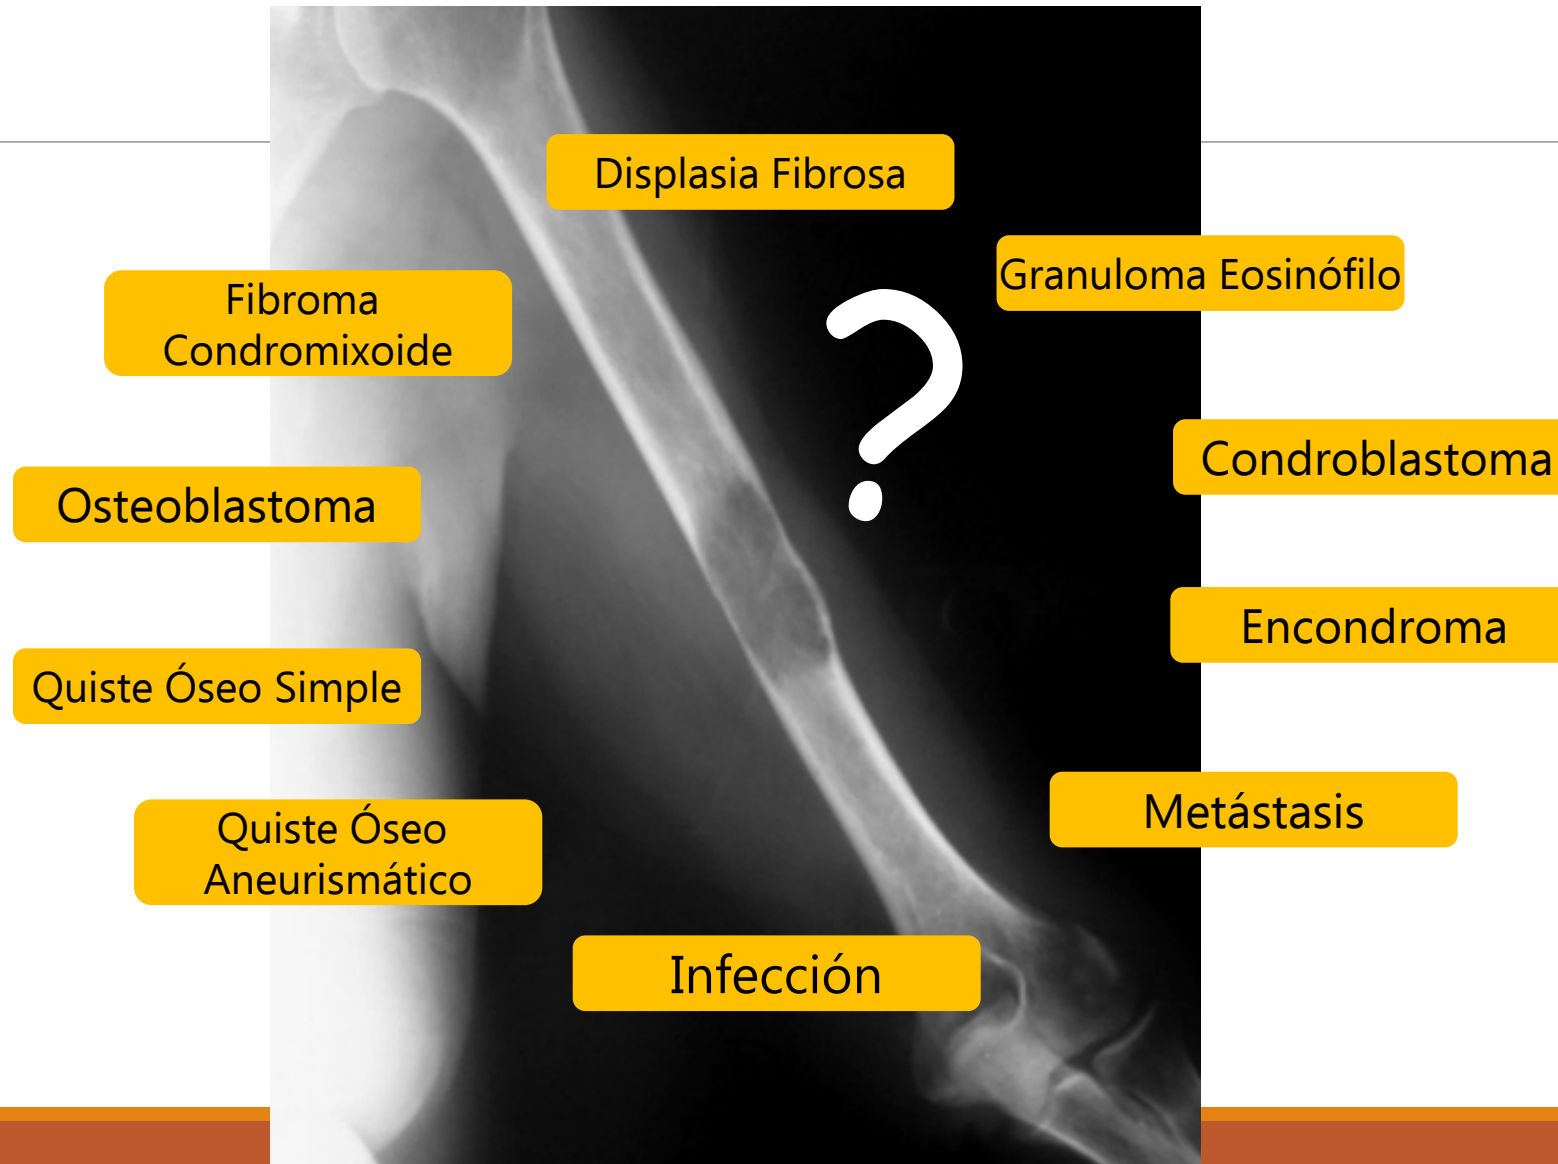 Displasia Fibrosa
Granuloma Eosinófilo
Fibroma
Condromixoide
?
Condroblastoma
Osteoblastoma
Encondroma
Quiste Óseo Simple
Metástasis
Quiste Óseo
Aneurismático
Infección